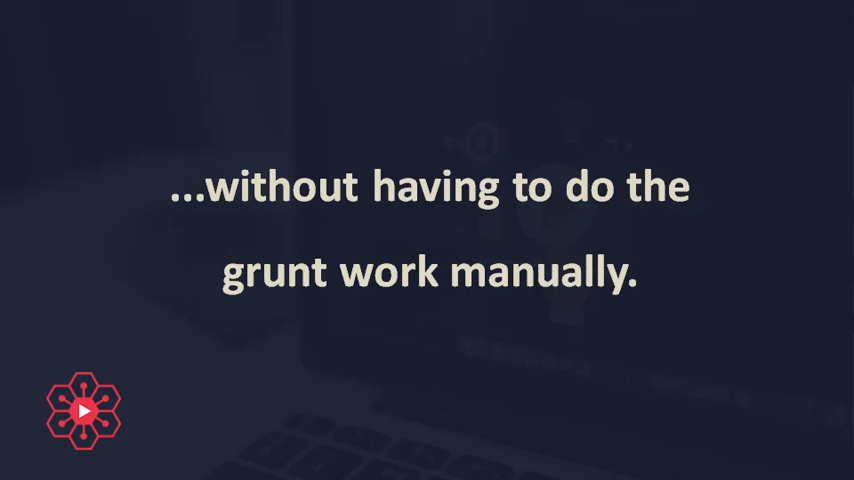 ...without having to do the
grunt work manually.